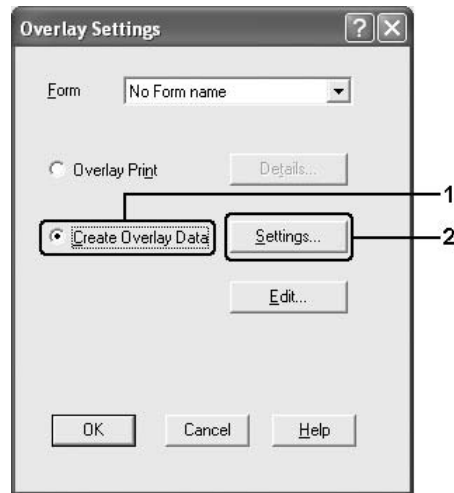 Overlay Settings
Form No Form name
Overlay Print Details...
1
Create Overlay Data Settings...
2
Edit...
OK Cancel Help